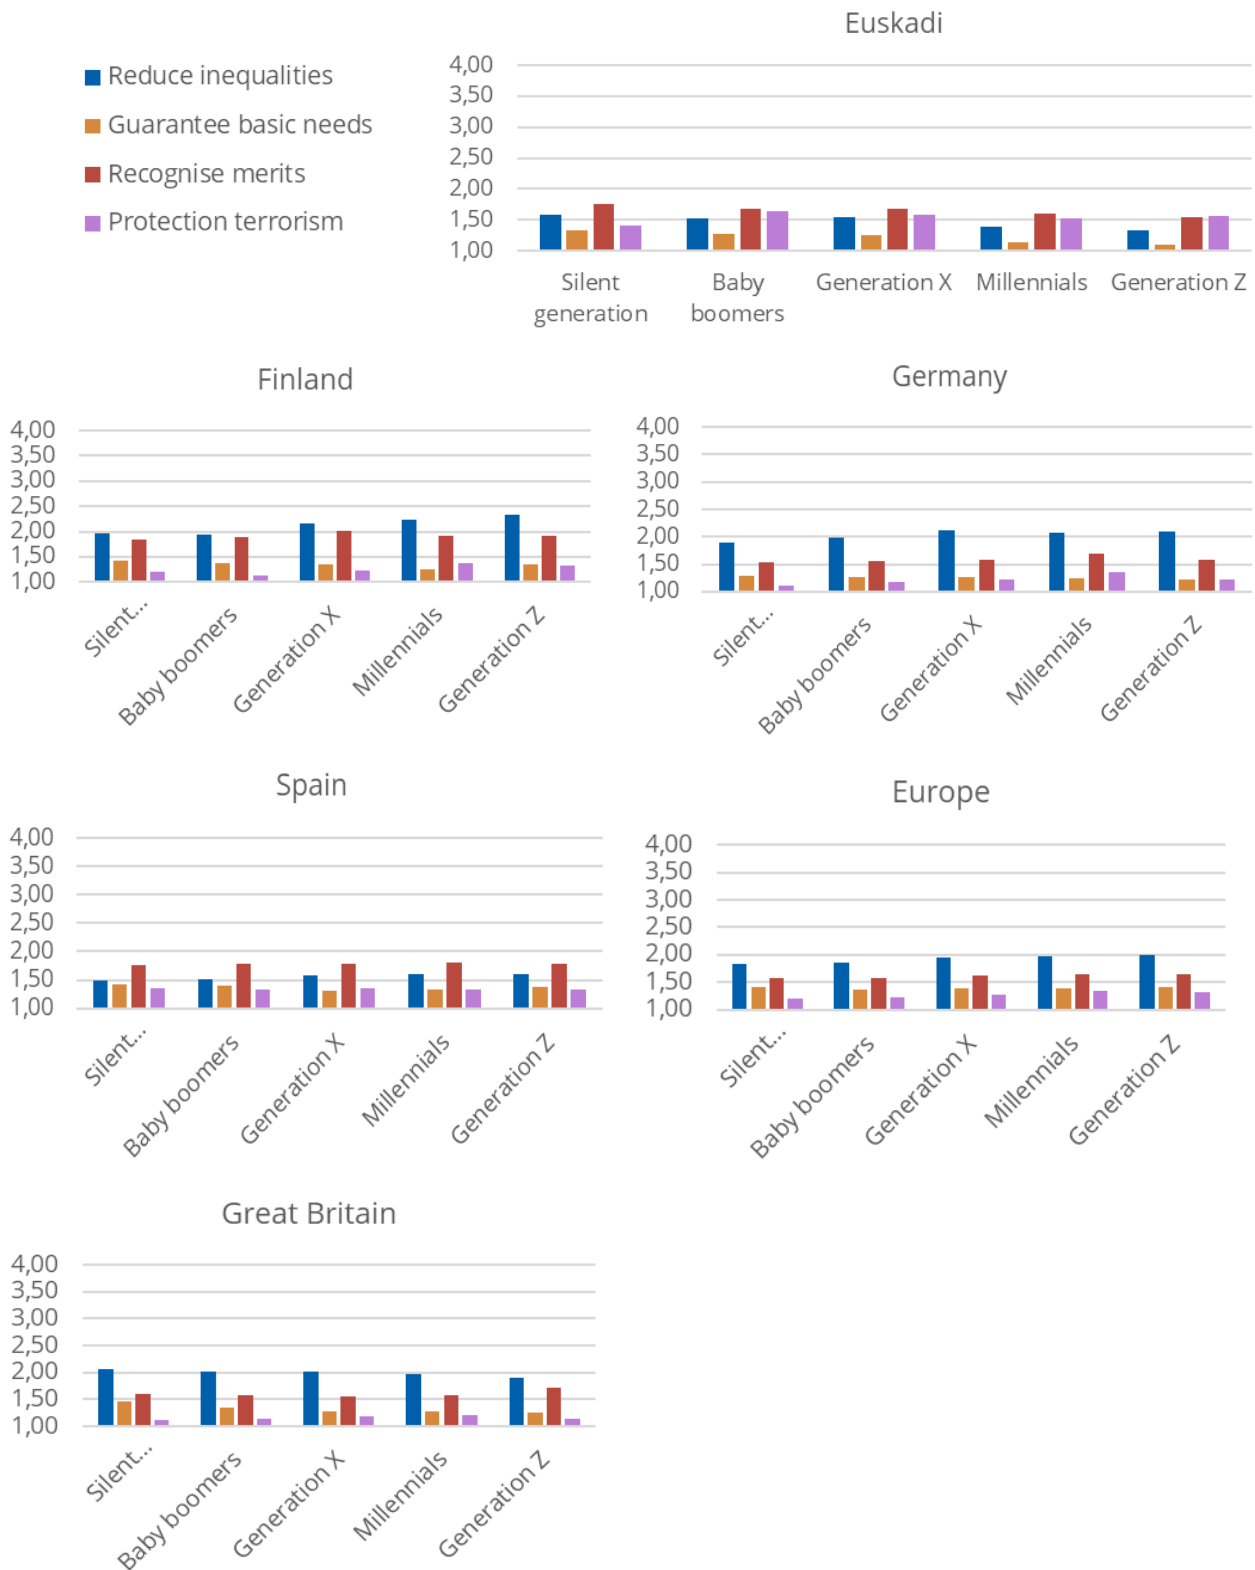 Euskadi
Reduce inequalities
Guarantee basic needs
Recognise merits
Protection terrorism
4,00
3,50
3,00
2,50
2,00
1,50
1,00
Silent generation
Baby boomers
Generation X
Millennials
Generation Z
Finland
4,00
3,50
3,00
2,50
2,00
1,50
1,00
Silent...
Baby boomers
Generation X
Millennials
Generation Z
Germany
4,00
3,50
3,00
2,50
2,00
1,50
1,00
Silent...
Baby boomers
Generation X
Millennials
Generation Z
Spain
4,00
3,50
3,00
2,50
2,00
1,50
1,00
Silent...
Baby boomers
Generation X
Millennials
Generation Z
Europe
4,00
3,50
3,00
2,50
2,00
1,50
1,00
Silent...
Baby boomers
Generation X
Millennials
Generation Z
Great Britain
4,00
3,50
3,00
2,50
2,00
1,50
1,00
Silent...
Baby boomers
Generation X
Millennials
Generation Z